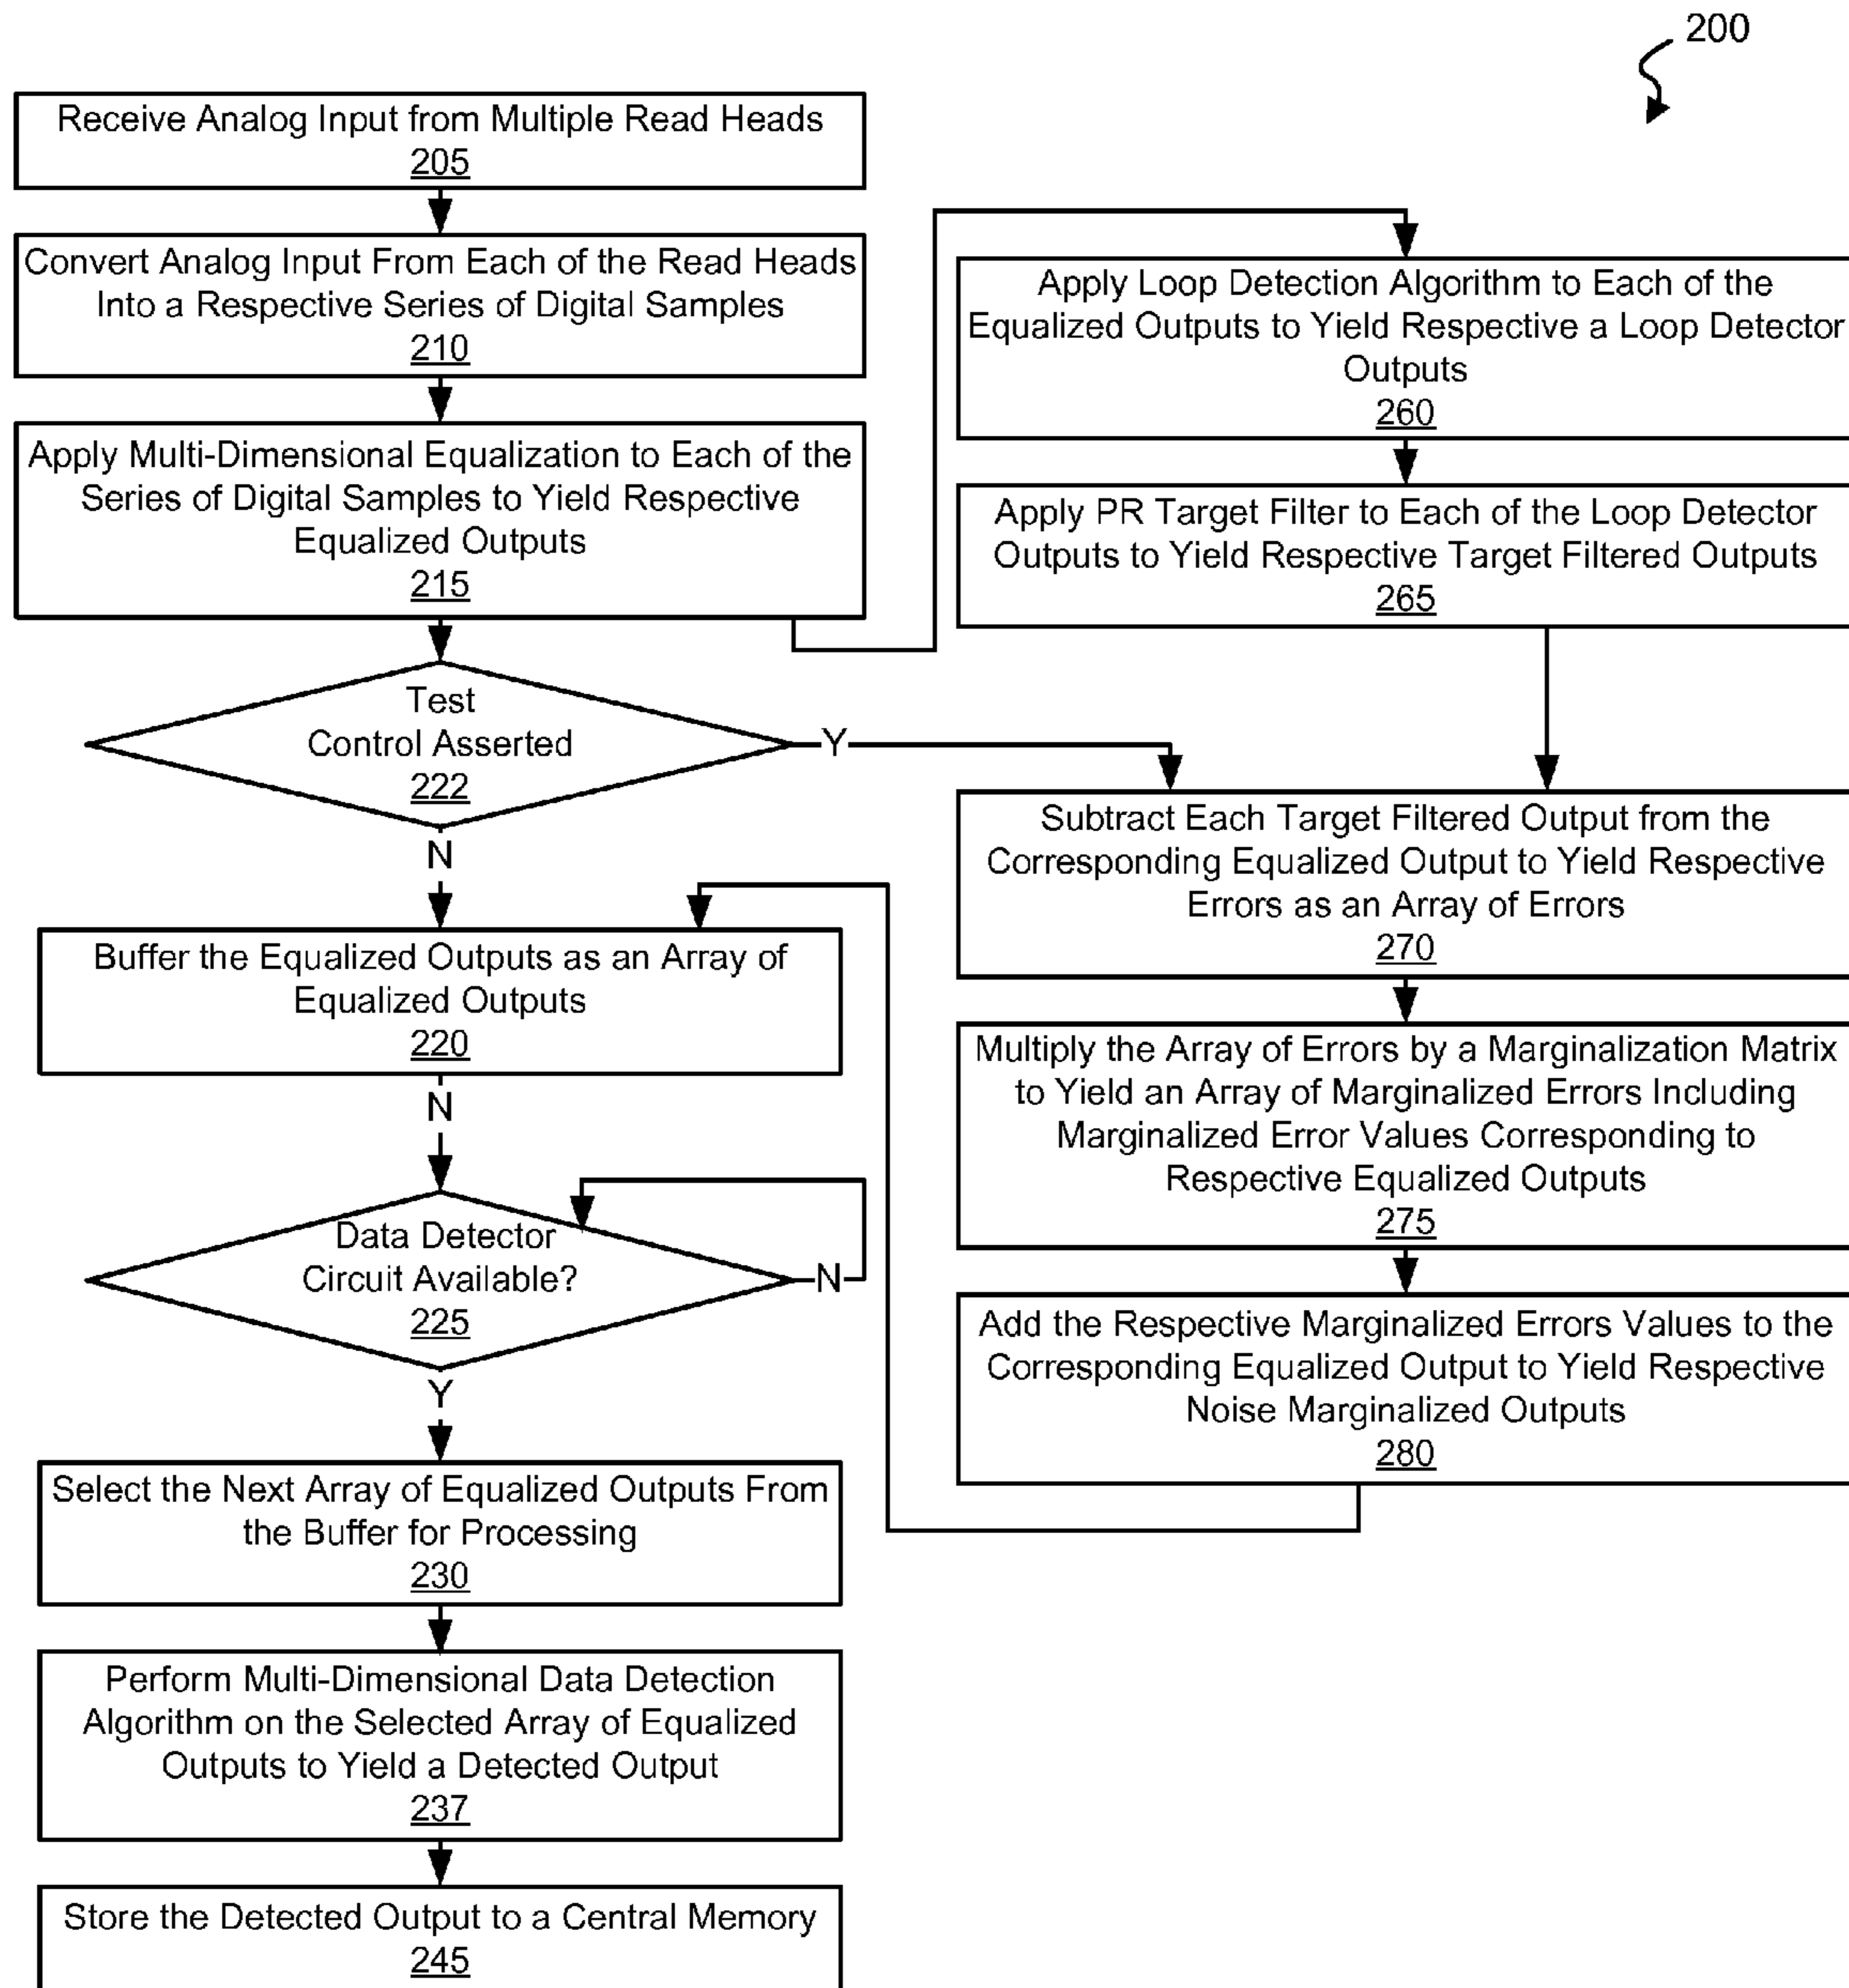 200
Receive Analog Input from Multiple Read Heads
205
Convert Analog Input From Each of the Read Heads
Into a Respective Series of Digital Samples
210
Apply Multi-Dimensional Equalization to Each of the
Series of Digital Samples to Yield Respective
Equalized Outputs
215
Test
Control Asserted
222
Y
N
Buffer the Equalized Outputs as an Array of
Equalized Outputs
220
N
Data Detector
Circuit Available?
225
N
Y
Select the Next Array of Equalized Outputs From
the Buffer for Processing
230
Perform Multi-Dimensional Data Detection
Algorithm on the Selected Array of Equalized
Outputs to Yield a Detected Output
237
Store the Detected Output to a Central Memory
245
Apply Loop Detection Algorithm to Each of the
Equalized Outputs to Yield Respective a Loop Detector
Outputs
260
Apply PR Target Filter to Each of the Loop Detector
Outputs to Yield Respective Target Filtered Outputs
265
Subtract Each Target Filtered Output from the
Corresponding Equalized Output to Yield Respective
Errors as an Array of Errors
270
Multiply the Array of Errors by a Marginalization Matrix
to Yield an Array of Marginalized Errors Including
Marginalized Error Values Corresponding to
Respective Equalized Outputs
275
Add the Respective Marginalized Errors Values to the
Corresponding Equalized Output to Yield Respective
Noise Marginalized Outputs
280